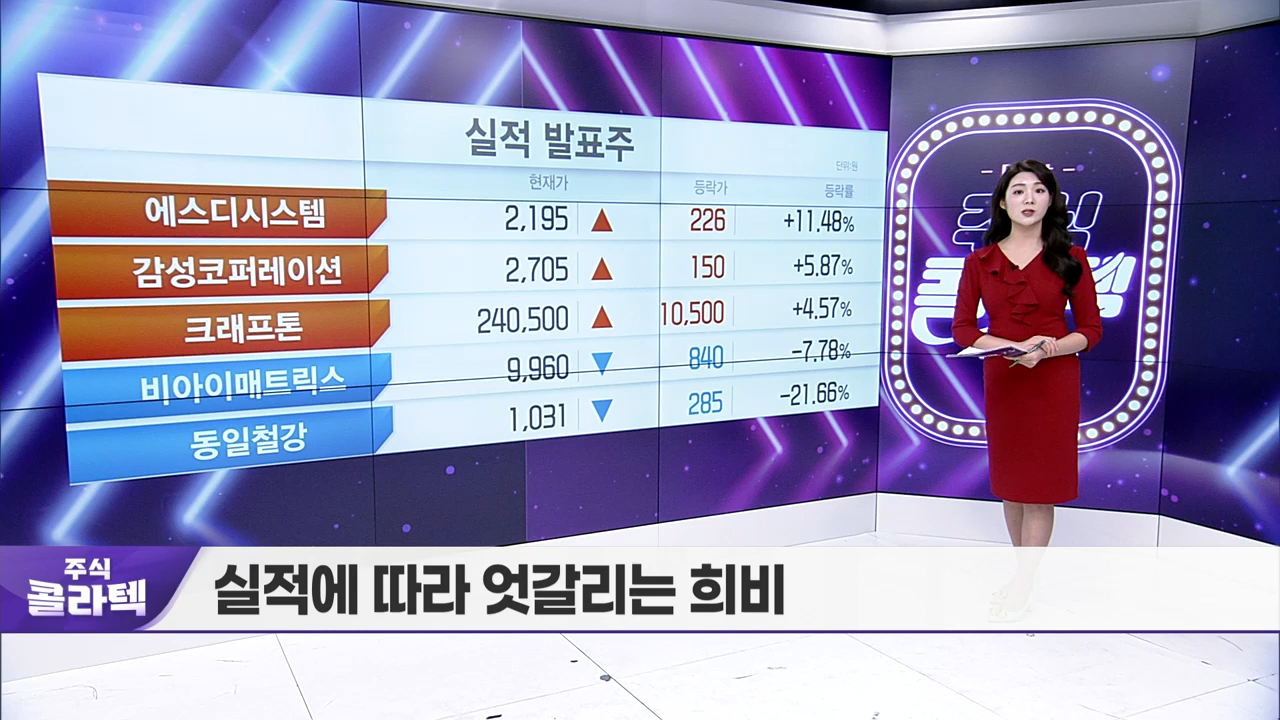 실적 발표주
단위:원
현재가 등락가 등락률
에스디시스템 2,195 ▲ 226 +11.48%
감성코퍼레이션 2,705 ▲ 150 +5.87%
크래프톤 240,500 ▲ 10,500 +4.57%
비아이매트릭스 9,960 ▼ 840 -7.78%
동일철강 1,031 ▼ 285 -21.66%
주식
콜라텍
실적에 따라 엇갈리는 희비